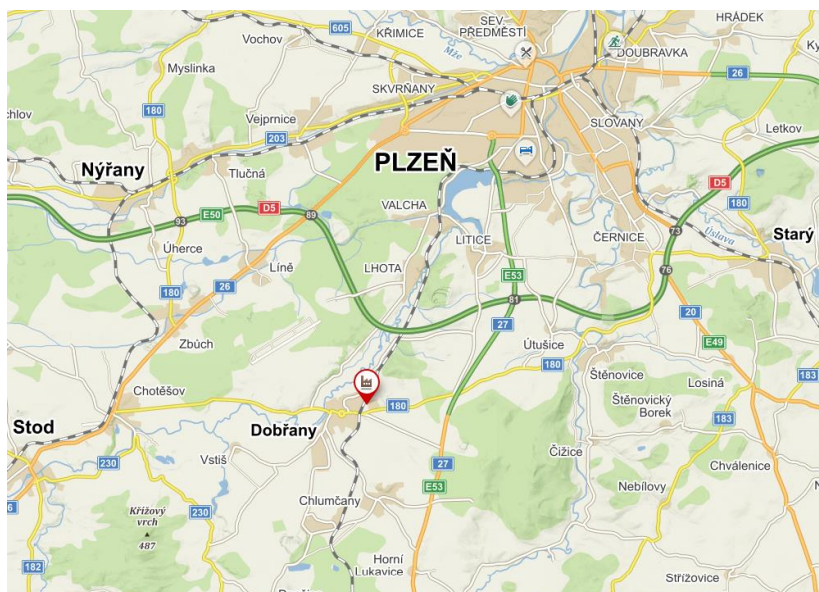 HRÁDEK
SEV.
PŘEDMĚSTÍ
605
KŘIMICE
Vochov
Mže
DOUBRAVKA
Myslinka
26
SKVRŇANY
180
Vejprnice
SLOVANY
Letkov
203
PLZEŇ
Nýřany
Tlučná
D5
180
VALCHA
E50
D5
89
93
73
Úslava
Starý
ČERNICE
LITICE
Úherce
LHOTA
Líně
E53
76
26
180
81
27
20
Zbůch
Útušice
E49
180
Štěnovice
183
Chotěšov
Losiná
Štěnovický
Borek
180
183
Stod
Dobřany
Čižice
Vstiš
230
27
Chválenice
E53
Nebílovy
Chlumčany
Křížový
vrch
487
230
Horní
Lukavice
182
Střížovice